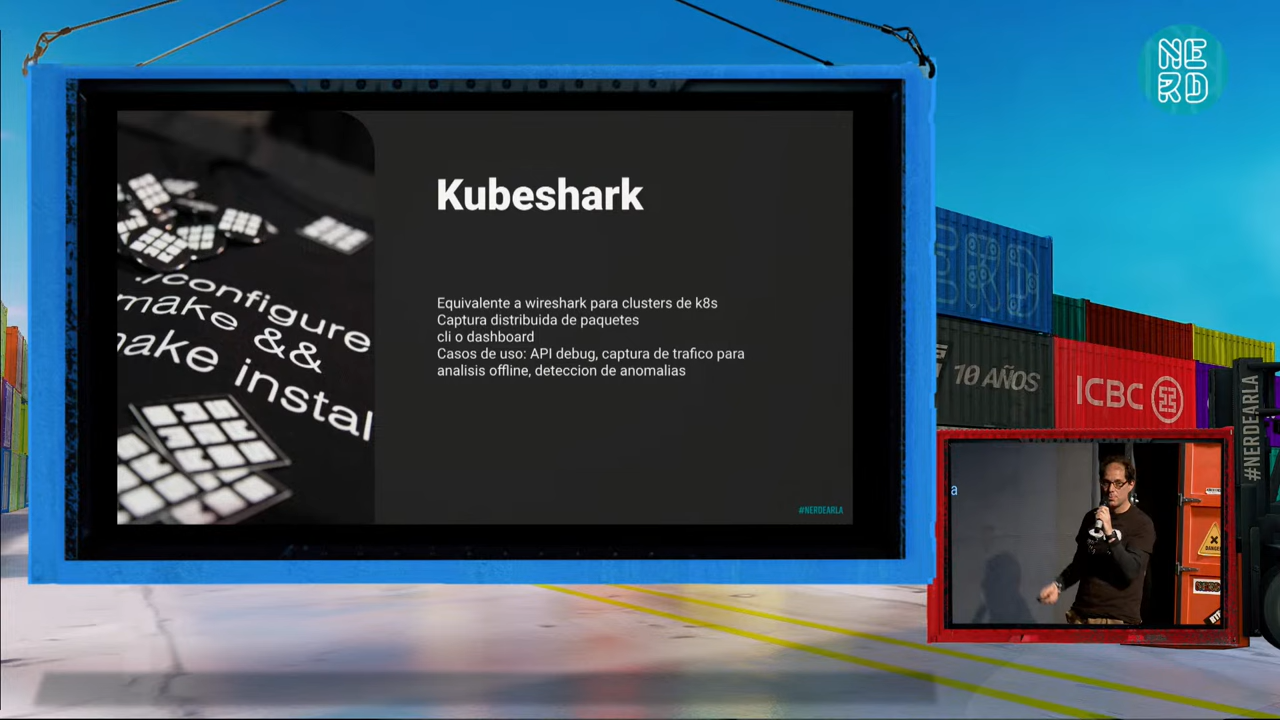 NE
RD
Kubeshark
Equivalente a wireshark para clusters de k8s
Captura distribuida de paquetes
cli o dashboard
Casos de uso: API debug, captura de trafico para
analisis offline, deteccion de anomalias
./configure
make &&
make instal
#NERDEARLA
ERD
10 AÑOS
ICBC
#NERDEARLA
a
DANGER